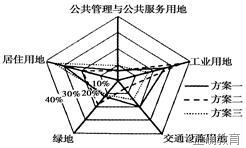 公共管理与公共服务用地
居住用地
工业用地
10%
20%
30%
40%
方案一
方案二
方案三
绿地
交通设施用地